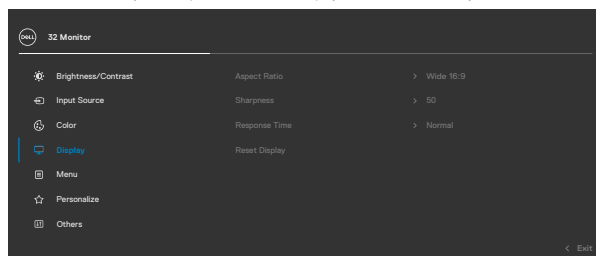 DELL 32 Monitor
Brightness/Contrast Aspect Ratio > Wide 16:9
Input Source Sharpness > 50
Color Response Time > Normal
Display Reset Display
Menu
Personalize
Others
< Exit